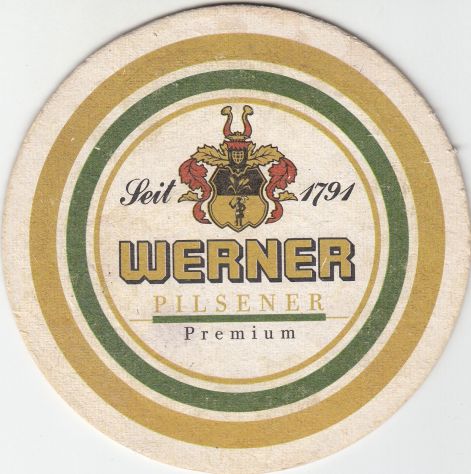 Seit 1791
WERNER
PILSENER
Premium